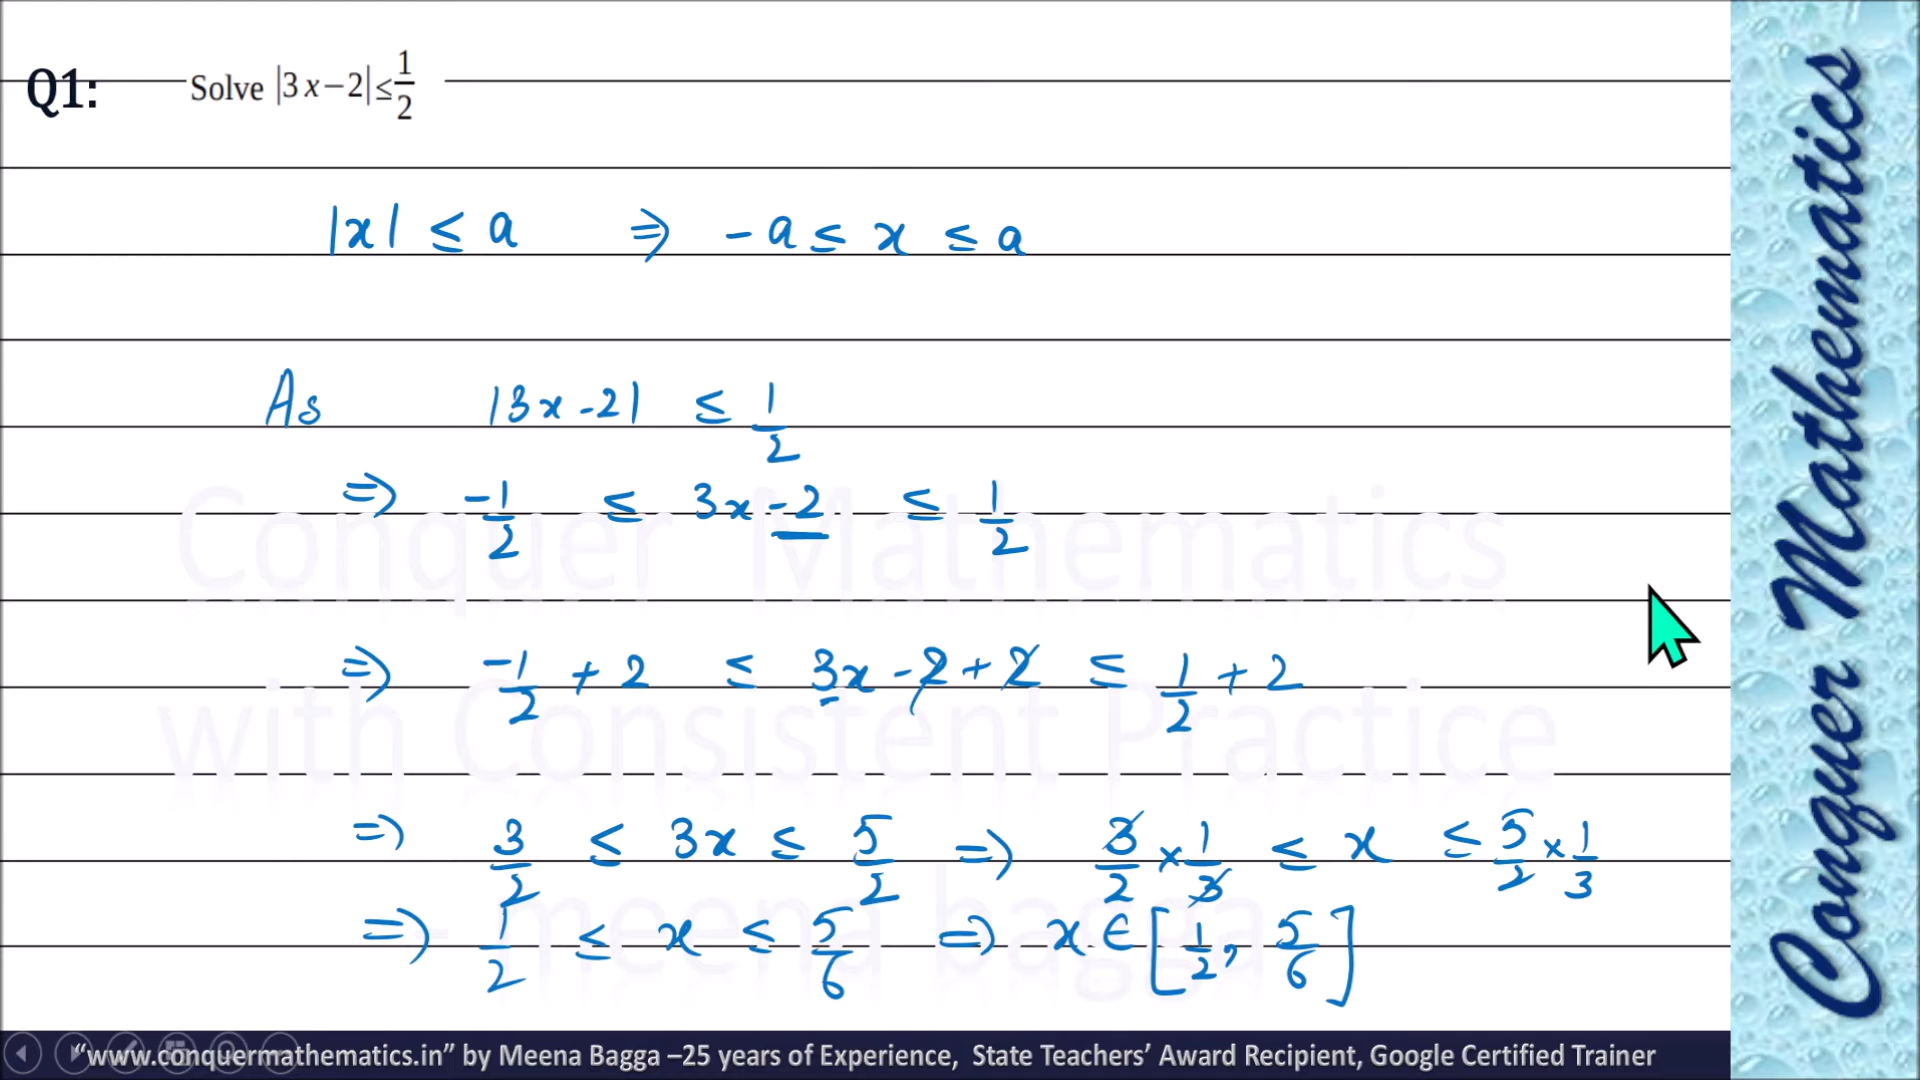 Q1: Solve |3x−2|≤1/2
|x| ≤ a ⇒ -a ≤ x ≤ a
As |3x-2| ≤ 1/2
⇒ -1/2 ≤ 3x-2 ≤ 1/2
⇒ -1/2 + 2 ≤ 3x-2+2 ≤ 1/2 + 2
⇒ 3/2 ≤ 3x ≤ 5/2 ⇒ 3/2 × 1/3 ≤ x ≤ 5/2 × 1/3
⇒ 1/2 ≤ x ≤ 5/6 ⇒ x ∈ [1/2, 5/6]
Conquer Mathematics
with Consistent Practice
- meena bagga
“www.conquermathematics.in” by Meena Bagga –25 years of Experience, State Teachers’ Award Recipient, Google Certified Trainer
Conquer Mathematics